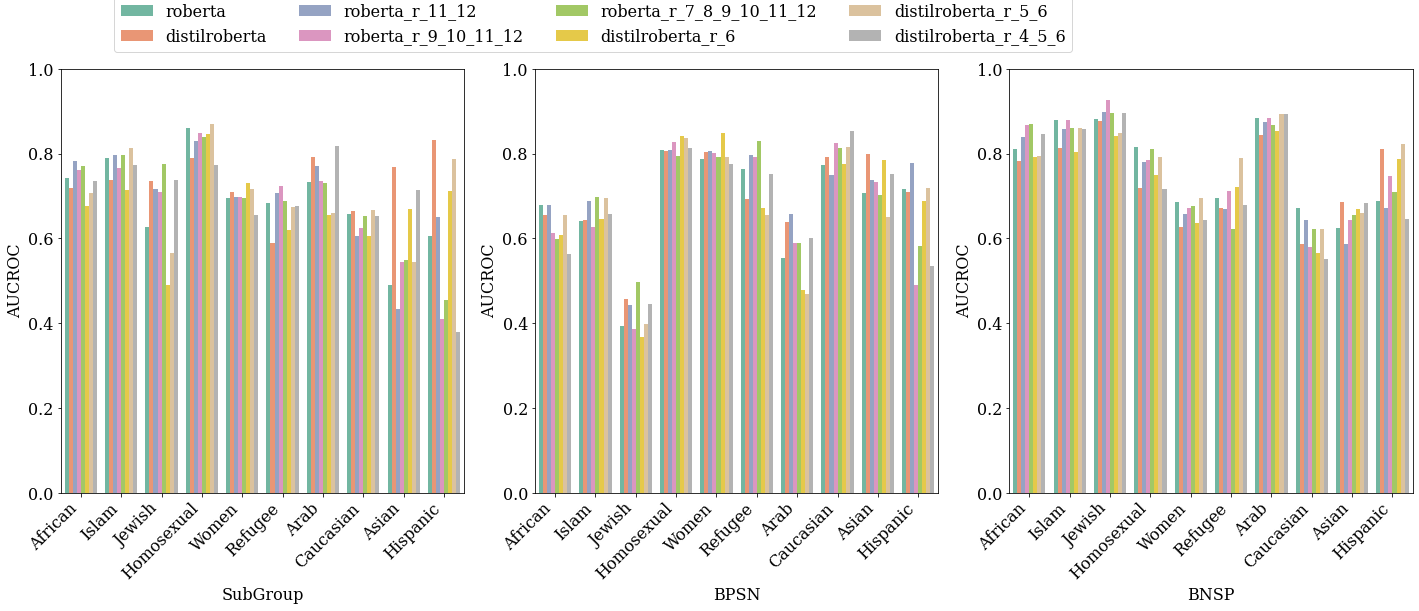 roberta
distilroberta
roberta_r_11_12
roberta_r_9_10_11_12
roberta_r_7_8_9_10_11_12
distilroberta_r_6
distilroberta_r_5_6
distilroberta_r_4_5_6
1.0
0.8
0.6
0.4
0.2
0.0
AUCROC
African
Islam
Jewish
Homosexual
Women
Refugee
Arab
Caucasian
Asian
Hispanic
SubGroup
1.0
0.8
0.6
0.4
0.2
0.0
AUCROC
African
Islam
Jewish
Homosexual
Women
Refugee
Arab
Caucasian
Asian
Hispanic
BPSN
1.0
0.8
0.6
0.4
0.2
0.0
AUCROC
African
Islam
Jewish
Homosexual
Women
Refugee
Arab
Caucasian
Asian
Hispanic
BNSP